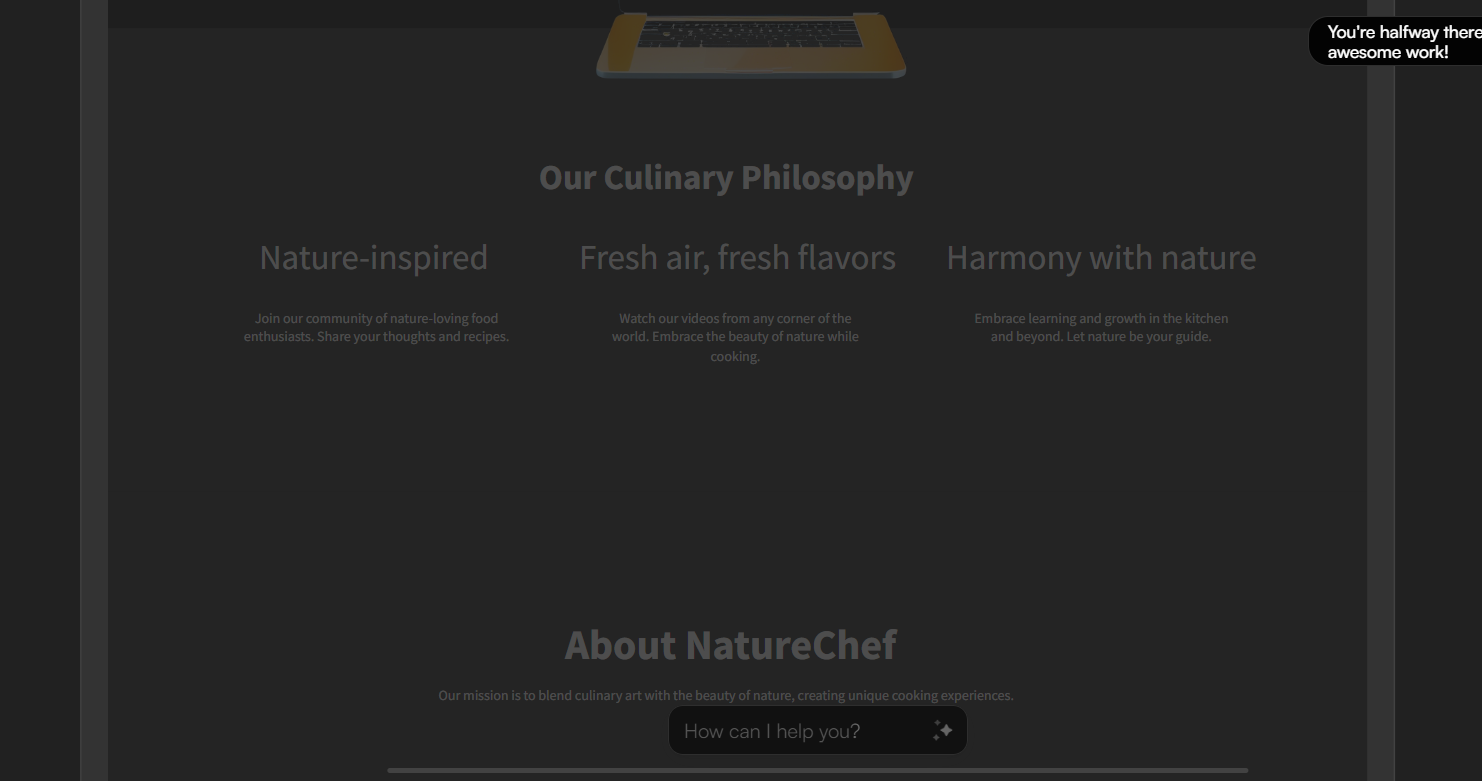 You're halfway there
awesome work!
Our Culinary Philosophy
Nature-inspired
Join our community of nature-loving food
enthusiasts. Share your thoughts and recipes.
Fresh air, fresh flavors
Watch our videos from any corner of the
world. Embrace the beauty of nature while
cooking.
Harmony with nature
Embrace learning and growth in the kitchen
and beyond. Let nature be your guide.
About NatureChef
Our mission is to blend culinary art with the beauty of nature, creating unique cooking experiences.
How can I help you?